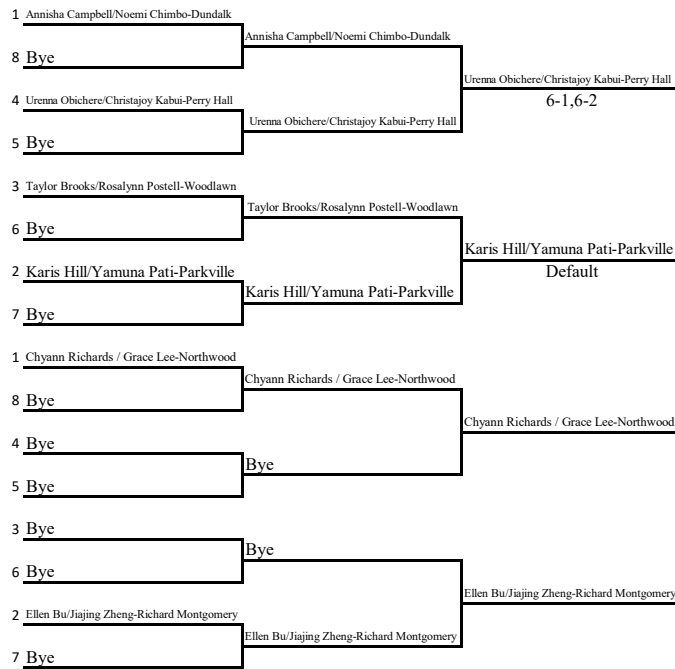 1 Annisha Campbell/Noemi Chimbo-Dundalk
Annisha Campbell/Noemi Chimbo-Dundalk
8 Bye
Urenna Obichere/Christajoy Kabui-Perry Hall
4 Urenna Obichere/Christajoy Kabui-Perry Hall
6-1,6-2
Urenna Obichere/Christajoy Kabui-Perry Hall
5 Bye
3 Taylor Brooks/Rosalynn Postell-Woodlawn
Taylor Brooks/Rosalynn Postell-Woodlawn
6 Bye
Karis Hill/Yamuna Pati-Parkville
2 Karis Hill/Yamuna Pati-Parkville
Default
Karis Hill/Yamuna Pati-Parkville
7 Bye
1 Chyann Richards / Grace Lee-Northwood
Chyann Richards / Grace Lee-Northwood
8 Bye
Chyann Richards / Grace Lee-Northwood
4 Bye
Bye
5 Bye
3 Bye
Bye
6 Bye
Ellen Bu/Jiajing Zheng-Richard Montgomery
2 Ellen Bu/Jiajing Zheng-Richard Montgomery
Ellen Bu/Jiajing Zheng-Richard Montgomery
7 Bye